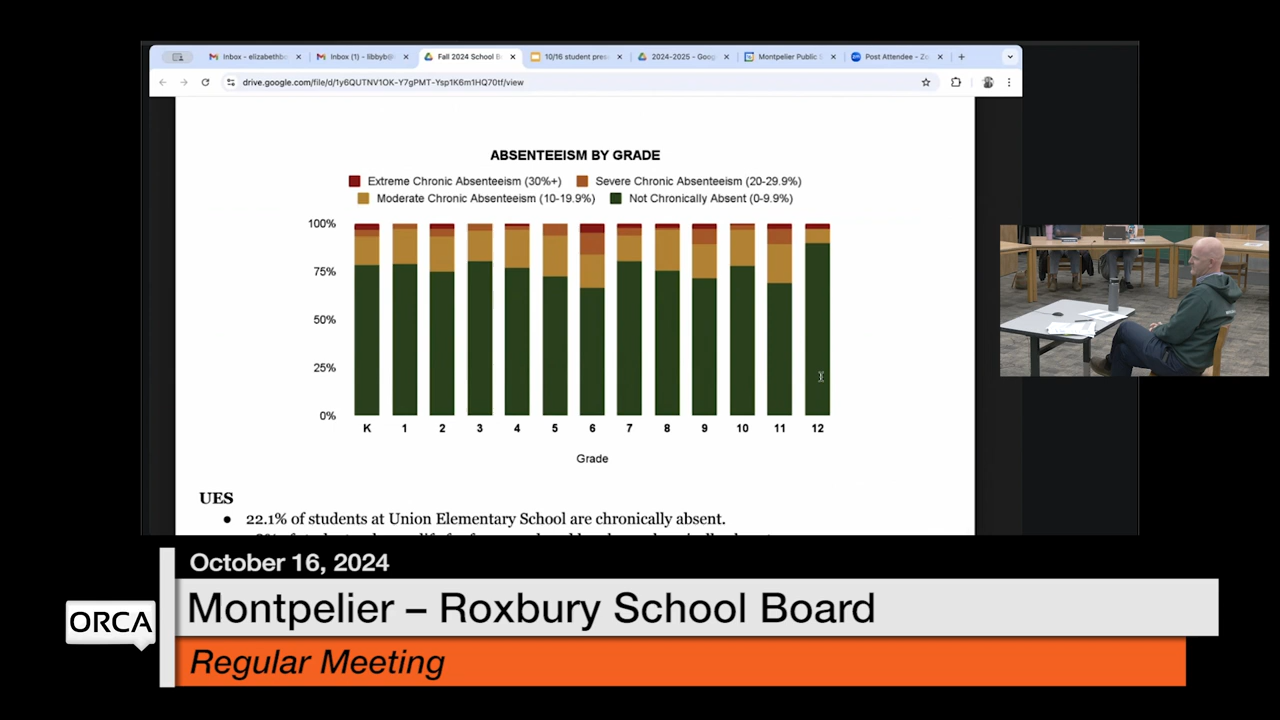 Inbox - elizabethbo
Inbox (1) - libbyb@
Fall 2024 School B
10/16 student pres
2024-2025 - Goog
Montpelier Public S
Post Attendee - Zo
drive.google.com/file/d/1y6QUTNV1OK-Y7gPMT-Ysp1K6m1HQ70tf/view
ABSENTEEISM BY GRADE
Extreme Chronic Absenteeism (30%+) Severe Chronic Absenteeism (20-29.9%)
Moderate Chronic Absenteeism (10-19.9%) Not Chronically Absent (0-9.9%)
100%
75%
50%
25%
0%
K 1 2 3 4 5 6 7 8 9 10 11 12
Grade
UES
● 22.1% of students at Union Elementary School are chronically absent.
October 16, 2024
Montpelier – Roxbury School Board
ORCA
Regular Meeting